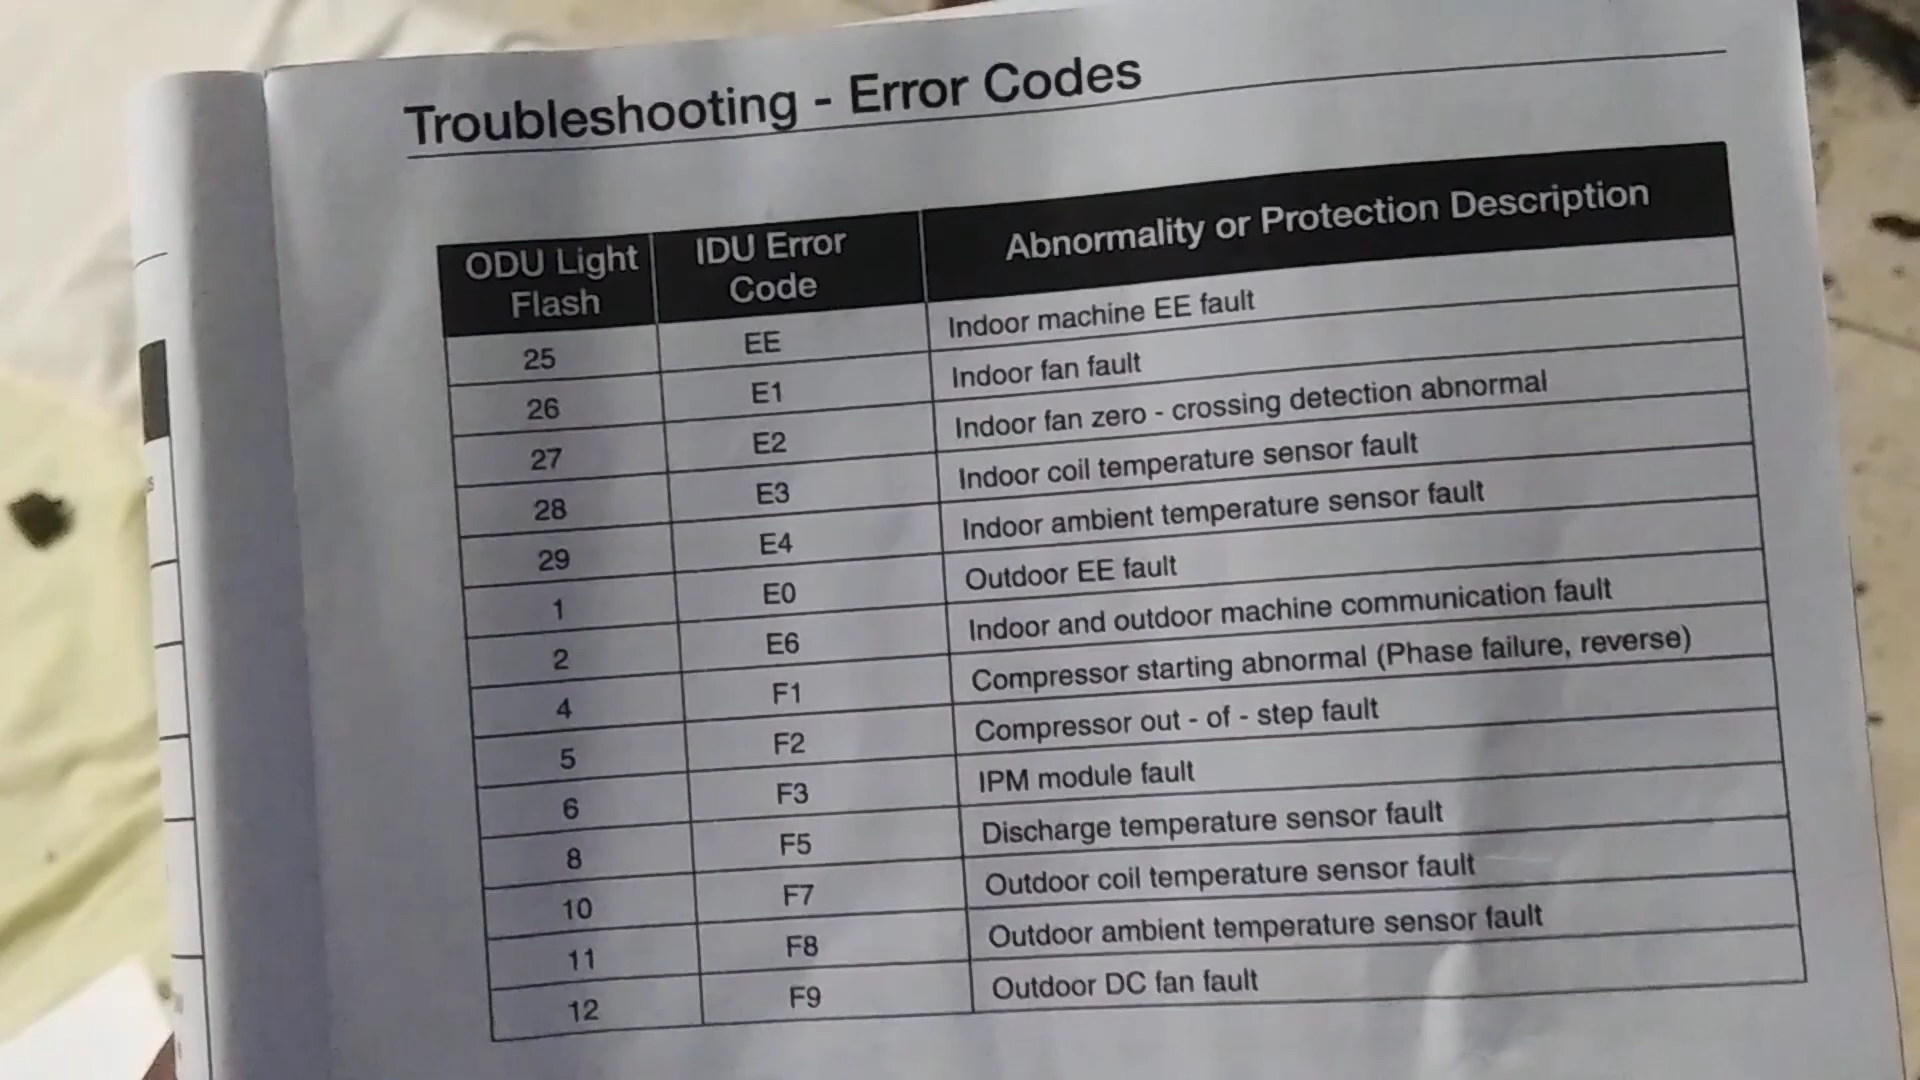 Troubleshooting - Error Codes
ODU Light Flash IDU Error Code Abnormality or Protection Description
25 EE Indoor machine EE fault
26 E1 Indoor fan fault
27 E2 Indoor fan zero - crossing detection abnormal
28 E3 Indoor coil temperature sensor fault
29 E4 Indoor ambient temperature sensor fault
1 E0 Outdoor EE fault
2 E6 Indoor and outdoor machine communication fault
4 F1 Compressor starting abnormal (Phase failure, reverse)
5 F2 Compressor out - of - step fault
6 F3 IPM module fault
8 F5 Discharge temperature sensor fault
10 F7 Outdoor coil temperature sensor fault
11 F8 Outdoor ambient temperature sensor fault
12 F9 Outdoor DC fan fault